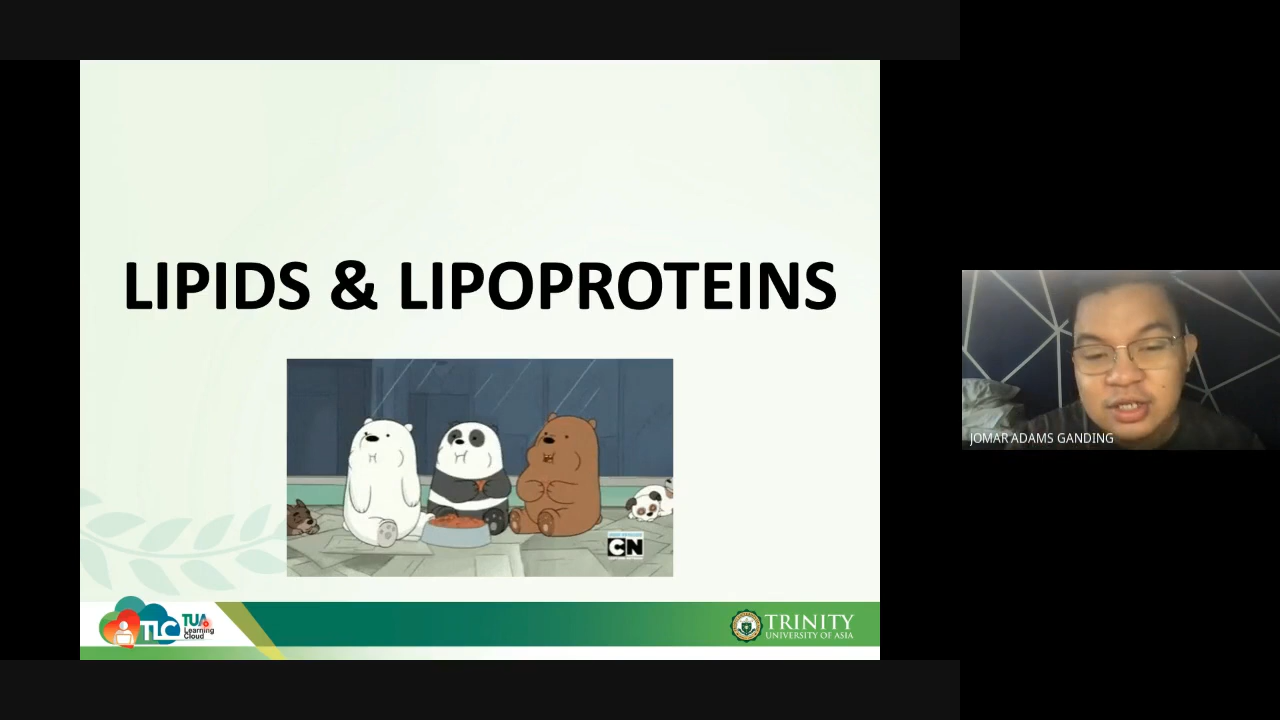 LIPIDS & LIPOPROTEINS
CN
TLC
TUA
Learning
Cloud
TRINITY
UNIVERSITY OF ASIA
JOMAR ADAMS GANDING